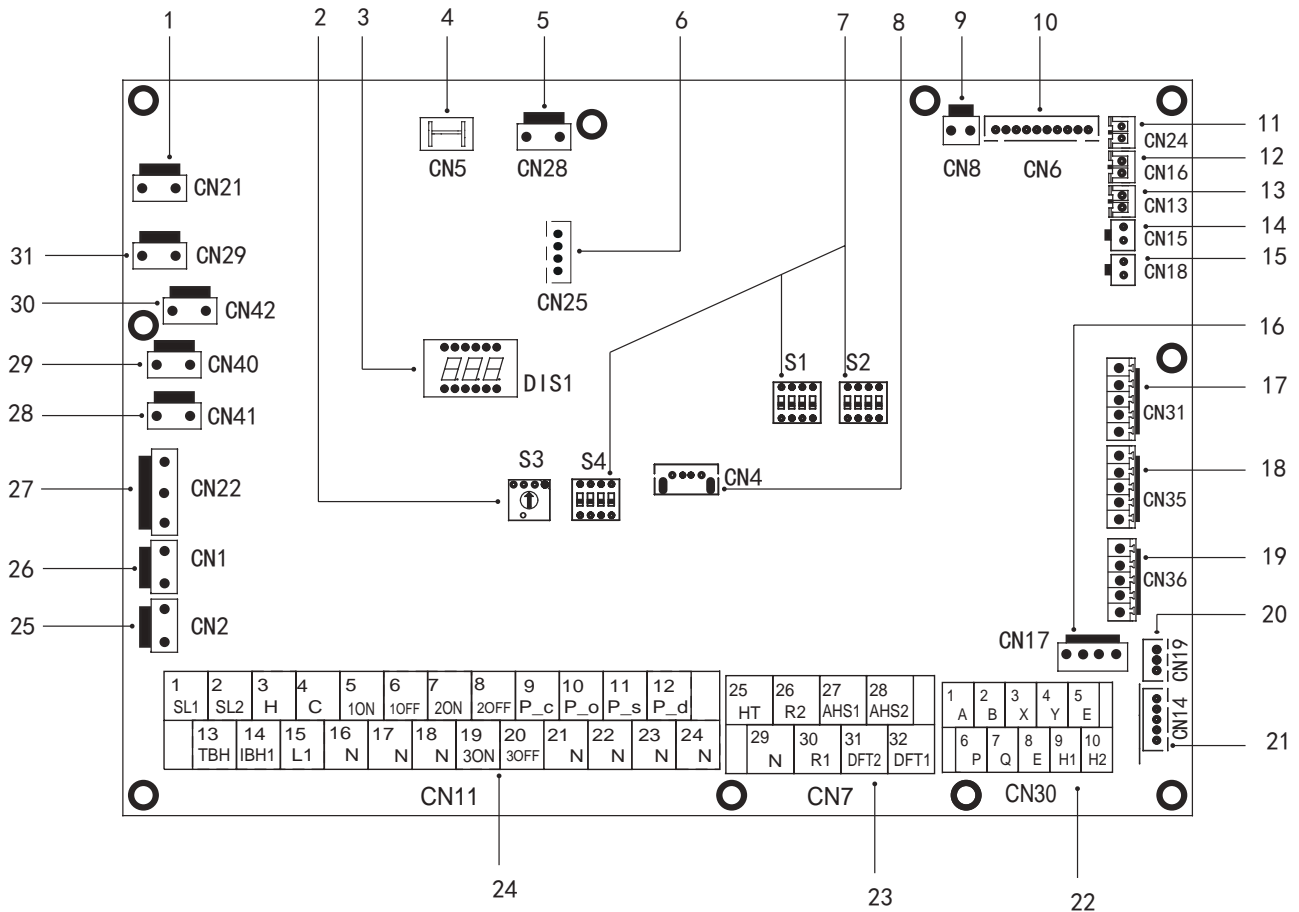 1 2 3 4 5 6 7 8 9 10
CN5 CN28 CN8 CN6 CN24 11
CN16 12
CN21 CN13 13
CN15 14
31 CN29 CN18 15
CN25
30 CN42
16
29 CN40 DIS1 S1 S2
17
28 CN41 CN31
S3 S4 CN4
27 CN22 18
CN35
26 CN1 19
CN36
25 CN2 20
CN17 CN19
1 2 3 4 5 6 7 8 9 10 11 12
SL1 SL2 H C 1ON 1OFF 2ON 2OFF P_c P_o P_s P_d
13 14 15 16 17 18 19 20 21 22 23 24
TBH IBH1 L1 N N N 3ON 3OFF N N N N
CN11
25 26 27 28
HT R2 AHS1 AHS2
29 30 31 32
N R1 DFT2 DFT1
CN7
1 2 3 4 5
A B X Y E
6 7 8 9 10
P Q E H1 H2
CN30
CN14
21
24 23 22